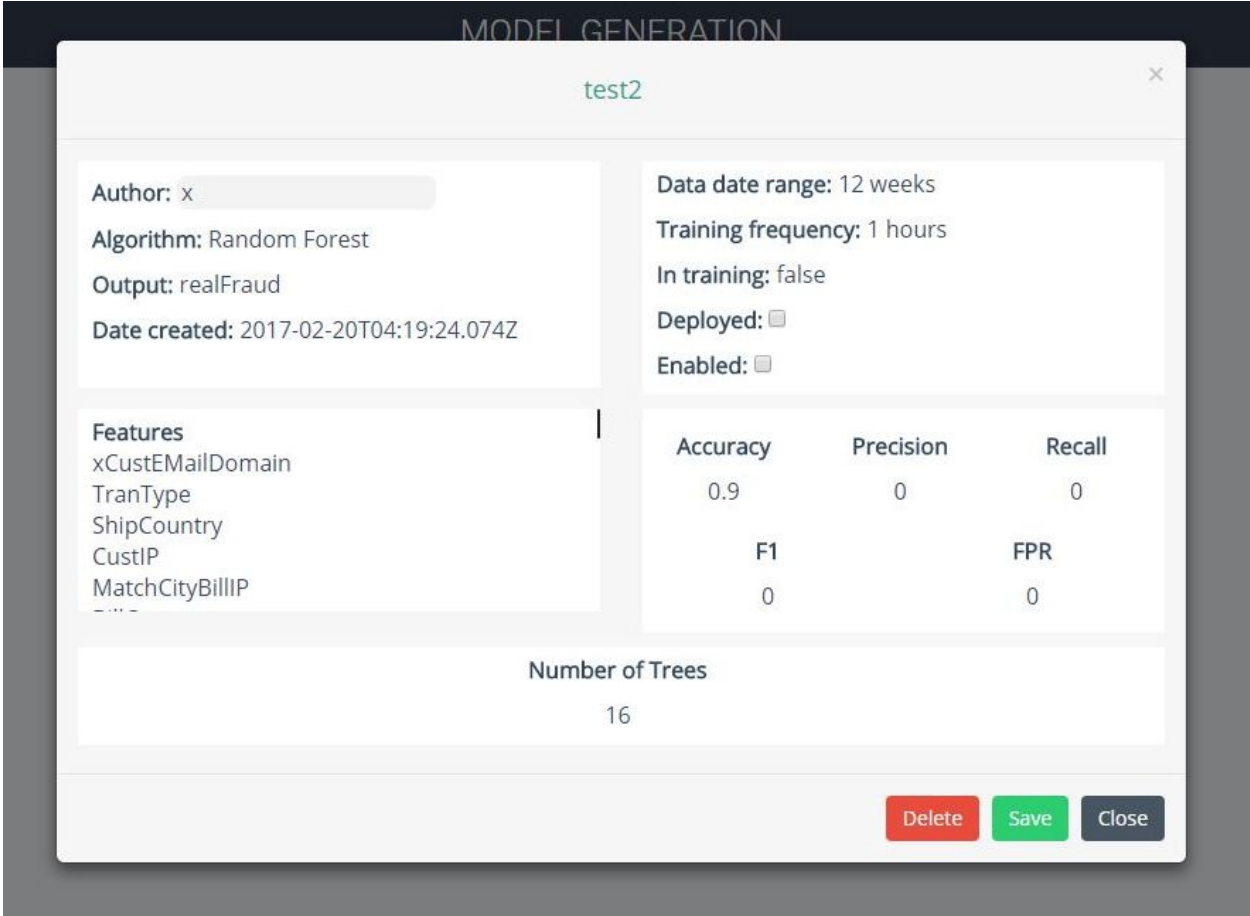 MODEL GENERATION
test2
×
Author: x
Algorithm: Random Forest
Output: realFraud
Date created: 2017-02-20T04:19:24.074Z
Data date range: 12 weeks
Training frequency: 1 hours
In training: false
Deployed:
Enabled:
Features
xCustEMailDomain
TranType
ShipCountry
CustIP
MatchCityBillIP
Accuracy Precision Recall
0.9 0 0
F1 FPR
0 0
Number of Trees
16
Delete Save Close